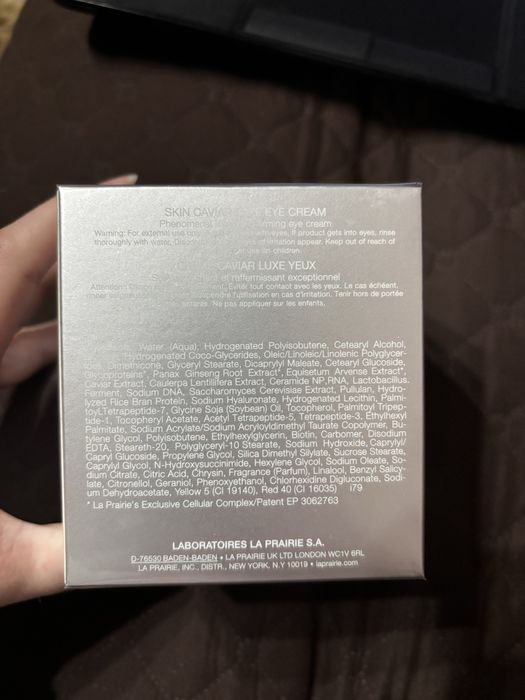 SKIN CAVIAR EYE CREAM
Phenomenal firming eye cream
Warning: For external use only. with eyes. If product gets into eyes, rinse
thoroughly with water. of irritation appear. Keep out of reach of
children.
CAVIAR LUXE YEUX
et raffermissant exceptionnel
Attention: Éviter tout contact avec les yeux. Le cas échéant,
l'utilisation en cas d'irritation. Tenir hors de portée
enfants. Ne pas appliquer sur les enfants.
Water (Aqua), Hydrogenated Polyisobutene, Cetearyl Alcohol,
Hydrogenated Coco-Glycerides, Oleic/Linoleic/Linolenic Polyglycer-
ides, Dimethicone, Glyceryl Stearate, Dicaprylyl Maleate, Cetearyl Glucoside,
Glycoproteins*, Panax Ginseng Root Extract*, Equisetum Arvense Extract*,
Caviar Extract, Caulerpa Lentillifera Extract, Ceramide NP,RNA, Lactobacillus
Ferment, Sodium DNA, Saccharomyces Cerevisiae Extract, Pullulan, Hydro-
lyzed Rice Bran Protein, Sodium Hyaluronate, Hydrogenated Lecithin, Palmi-
toylTetrapeptide-7, Glycine Soja (Soybean) Oil, Tocopherol, Palmitoyl Tripep-
tide-1, Tocopheryl Acetate, Acetyl Tetrapeptide-5, Tetrapeptide-3, Ethylhexyl
Palmitate, Sodium Acrylate/Sodium Acryloyldimethyl Taurate Copolymer, Bu-
tylene Glycol, Polyisobutene, Ethylhexylglycerin, Biotin, Carbomer, Disodium
EDTA, Steareth-20, Polyglyceryl-10 Stearate, Sodium Hydroxide, Caprylyl/
Capryl Glucoside, Propylene Glycol, Silica Dimethyl Silylate, Sucrose Stearate,
Caprylyl Glycol, N-Hydroxysuccinimide, Hexylene Glycol, Sodium Oleate, So-
dium Citrate, Citric Acid, Chrysin, Fragrance (Parfum), Linalool, Benzyl Salicy-
late, Citronellol, Geraniol, Phenoxyethanol, Chlorhexidine Digluconate, Sodi-
um Dehydroacetate, Yellow 5 (CI 19140), Red 40 (CI 16035) i79
* La Prairie's Exclusive Cellular Complex/Patent EP 3062763
LABORATOIRES LA PRAIRIE S.A.
D-76530 BADEN-BADEN • LA PRAIRIE UK LTD LONDON WC1V 6RL
LA PRAIRIE, INC., DISTR., NEW YORK, N.Y 10019 • laprairie.com